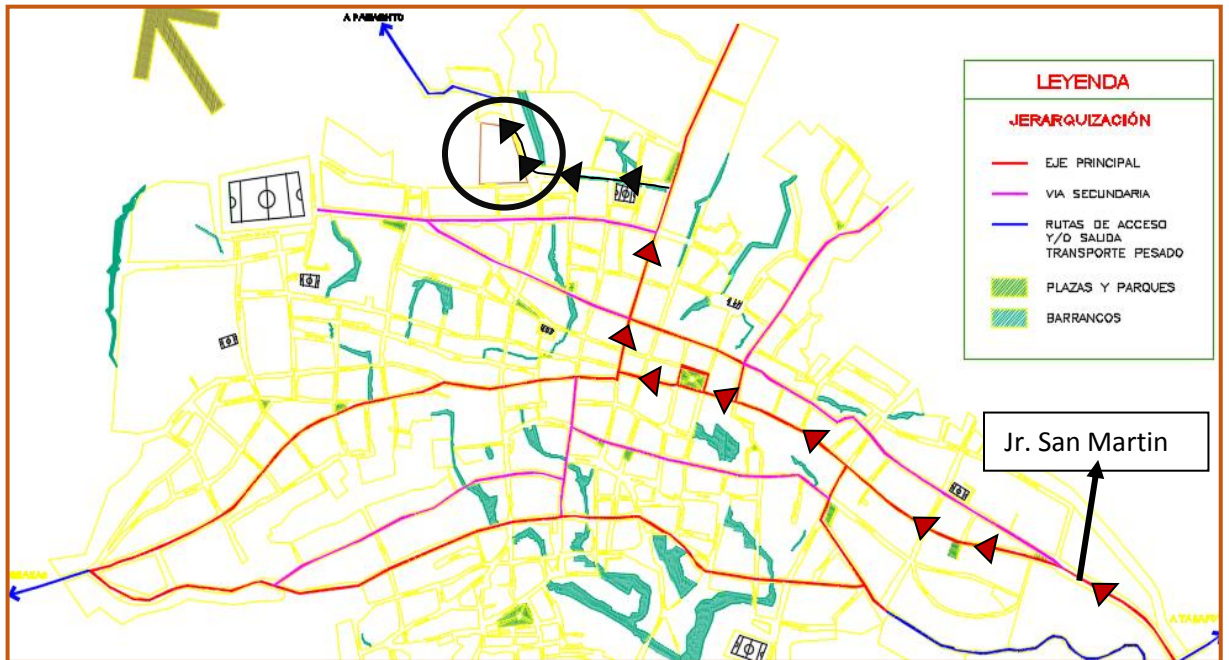 LEYENDA
JERARQUIZACIÓN
EJE PRINCIPAL
VIA SECUNDARIA
RUTAS DE ACCESO
Y/O SALIDA
TRANSPORTE PESADO
PLAZAS Y PARQUES
BARRANCOS
Jr. San Martin